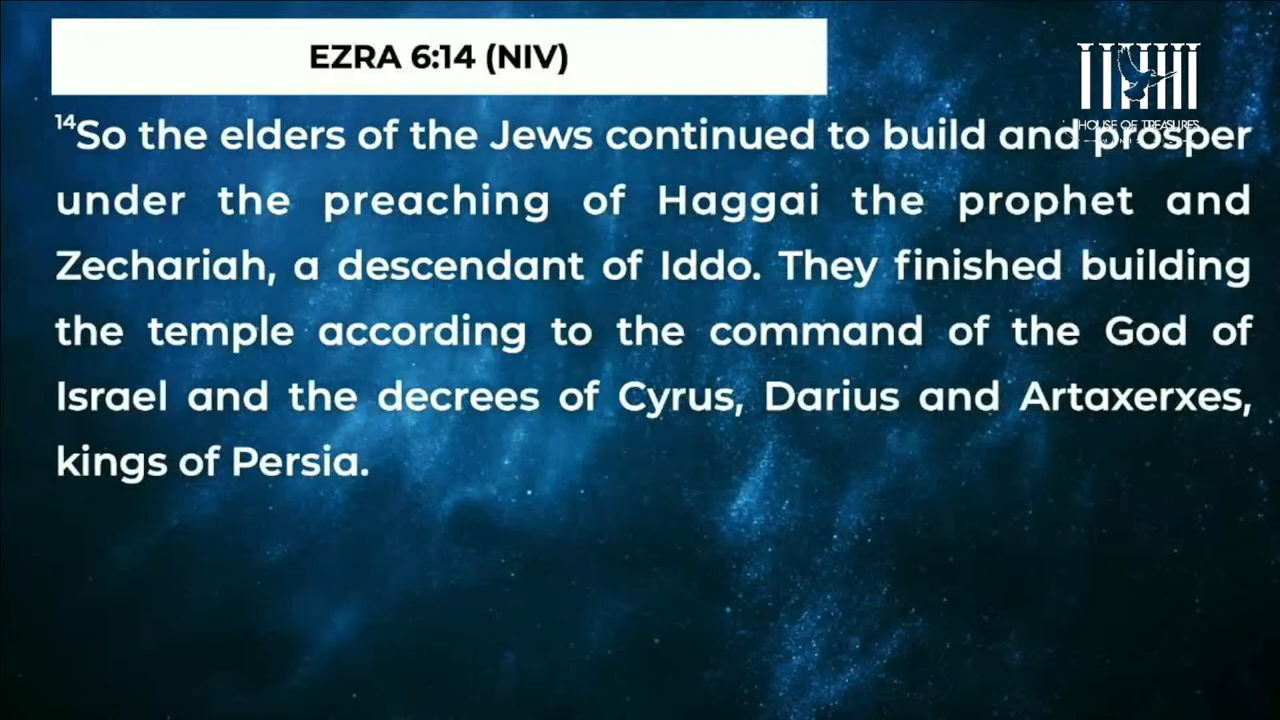 EZRA 6:14 (NIV)
HOUSE OF TREASURES
14So the elders of the Jews continued to build and prosper
under the preaching of Haggai the prophet and
Zechariah, a descendant of Iddo. They finished building
the temple according to the command of the God of
Israel and the decrees of Cyrus, Darius and Artaxerxes,
kings of Persia.